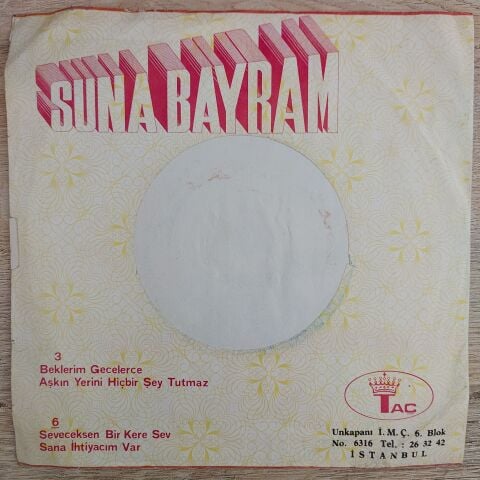 SUNA BAYRAM
3
Beklerim Gecelerce
Aşkın Yerini Hiçbir Şey Tutmaz
6
Seveceksen Bir Kere Sev
Sana İhtiyacım Var
TAC
Unkapanı İ.M.Ç. 6. Blok
No. 6316 Tel. : 26 32 42
İSTANBUL